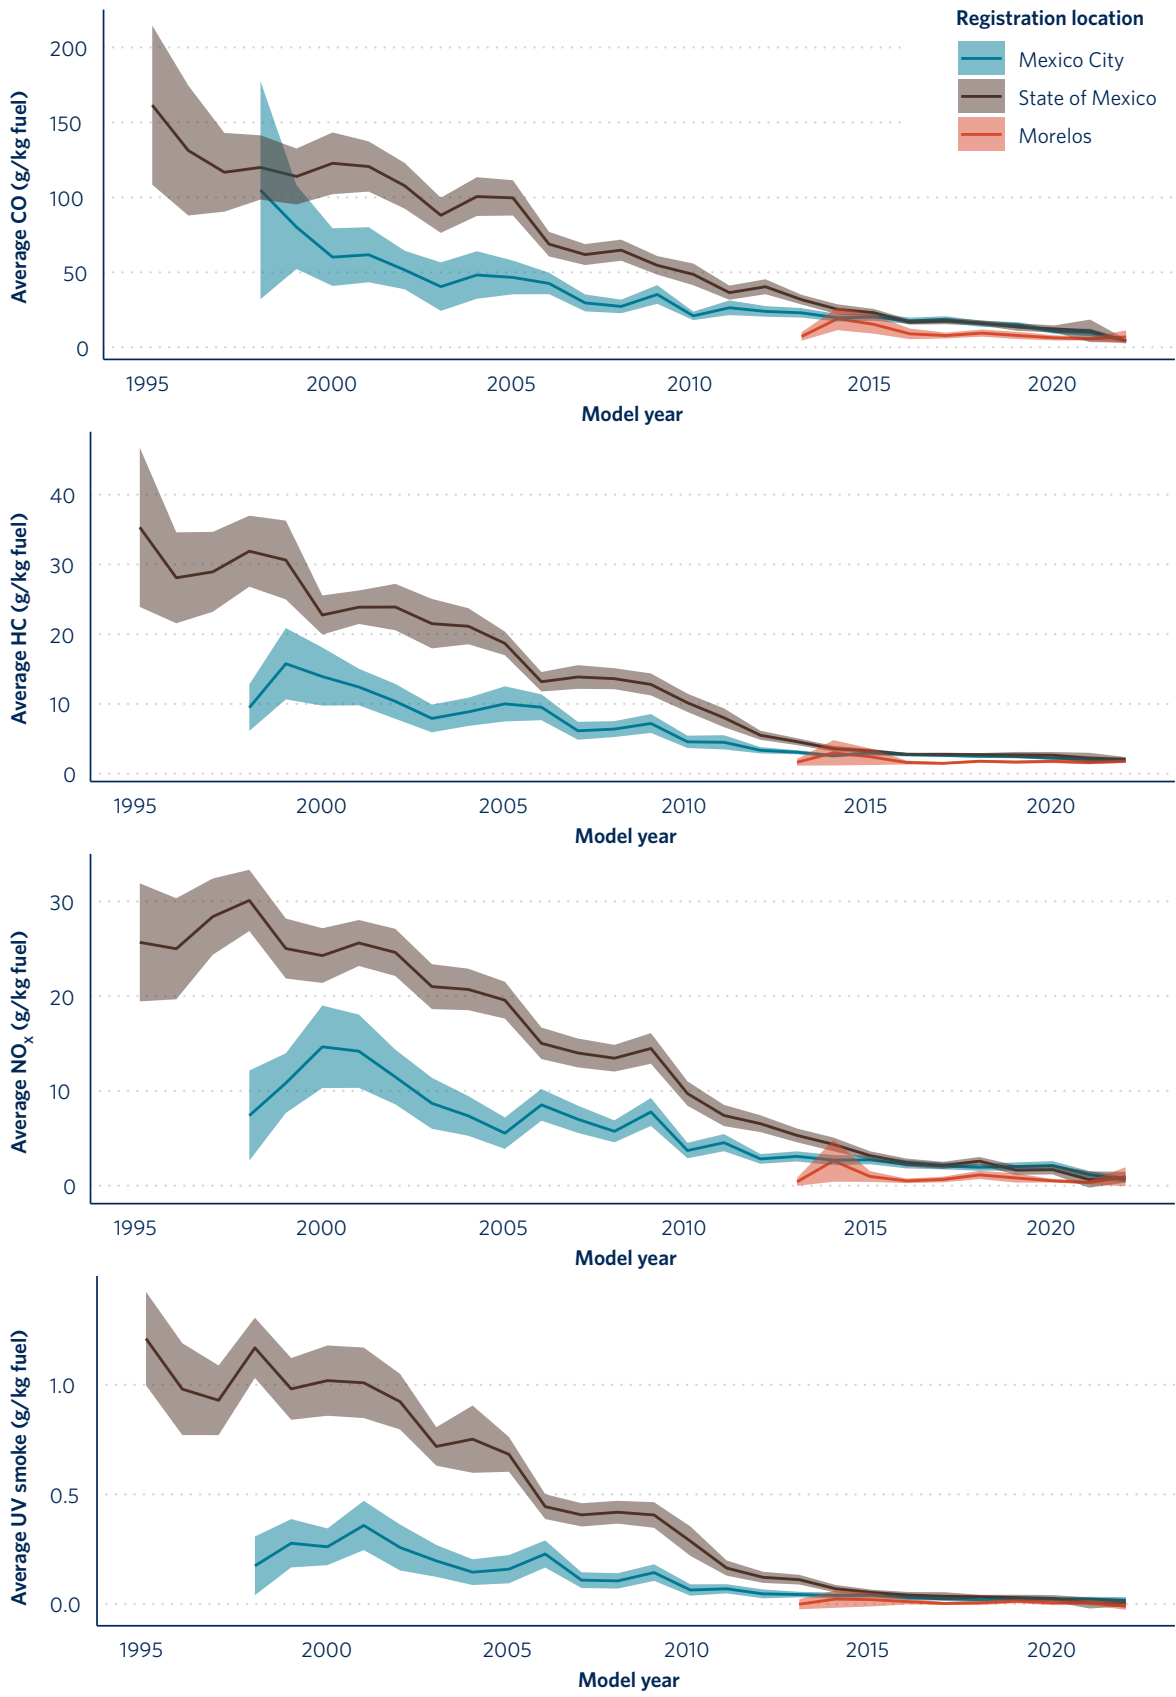 Registration location
Mexico City
State of Mexico
Morelos
Average CO (g/kg fuel)
200
150
100
50
0
1995 2000 2005 2010 2015 2020
Model year
Average HC (g/kg fuel)
40
30
20
10
0
1995 2000 2005 2010 2015 2020
Model year
Average NOx (g/kg fuel)
30
20
10
0
1995 2000 2005 2010 2015 2020
Model year
Average UV smoke (g/kg fuel)
1.0
0.5
0.0
1995 2000 2005 2010 2015 2020
Model year